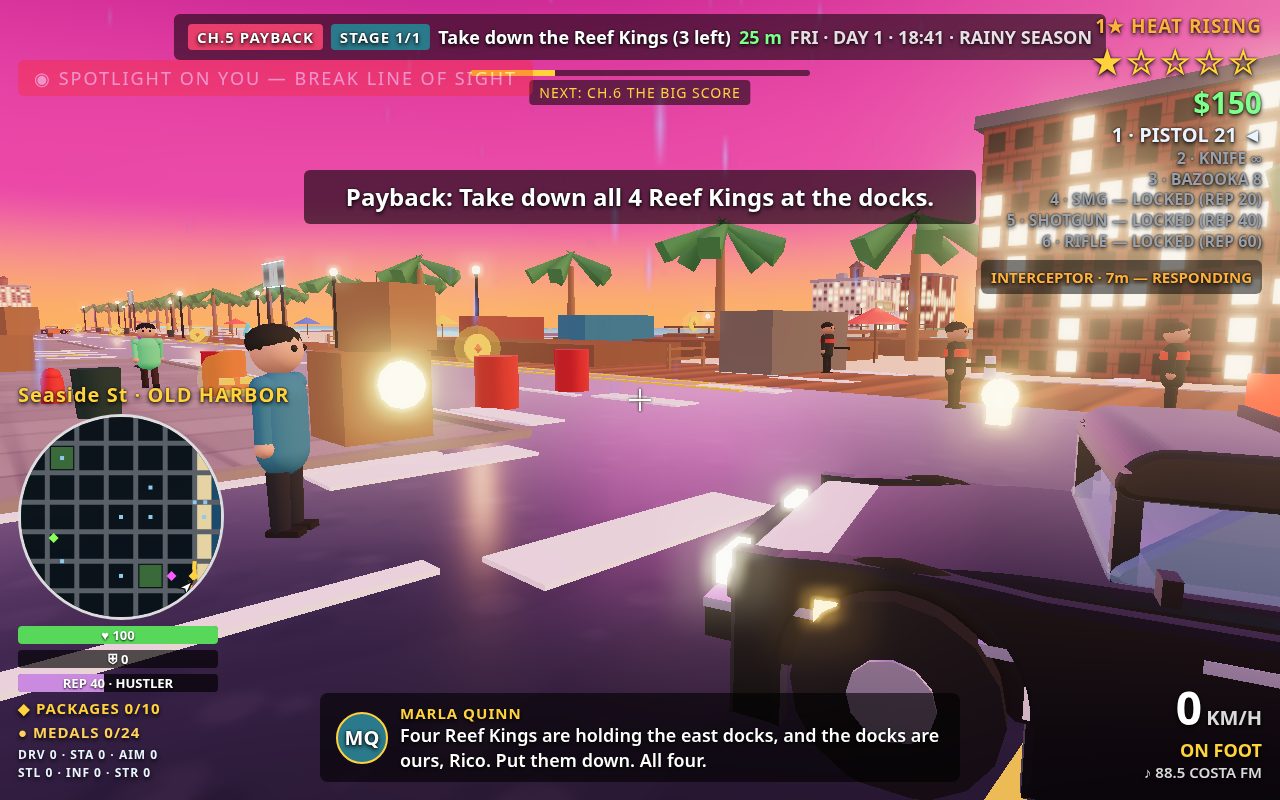 CH.5 PAYBACK
STAGE 1/1
Take down the Reef Kings (3 left) 25 m FRI · DAY 1 · 18:41 · RAINY SEASON
1★ HEAT RISING
★☆☆☆☆
◉ SPOTLIGHT ON YOU — BREAK LINE OF SIGHT
NEXT: CH.6 THE BIG SCORE
$150
1 · PISTOL 21 ◄
2 · KNIFE ∞
3 · BAZOOKA 8
4 · SMG — LOCKED (REP 20)
5 · SHOTGUN — LOCKED (REP 40)
6 · RIFLE — LOCKED (REP 60)
Payback: Take down all 4 Reef Kings at the docks.
INTERCEPTOR · 7m — RESPONDING
Seaside St · OLD HARBOR
♥ 100
⛨ 0
REP 40 · HUSTLER
◆ PACKAGES 0/10
● MEDALS 0/24
DRV 0 · STA 0 · AIM 0
STL 0 · INF 0 · STR 0
MQ
MARLA QUINN
Four Reef Kings are holding the east docks, and the docks are
ours, Rico. Put them down. All four.
0 KM/H
ON FOOT
♪ 88.5 COSTA FM